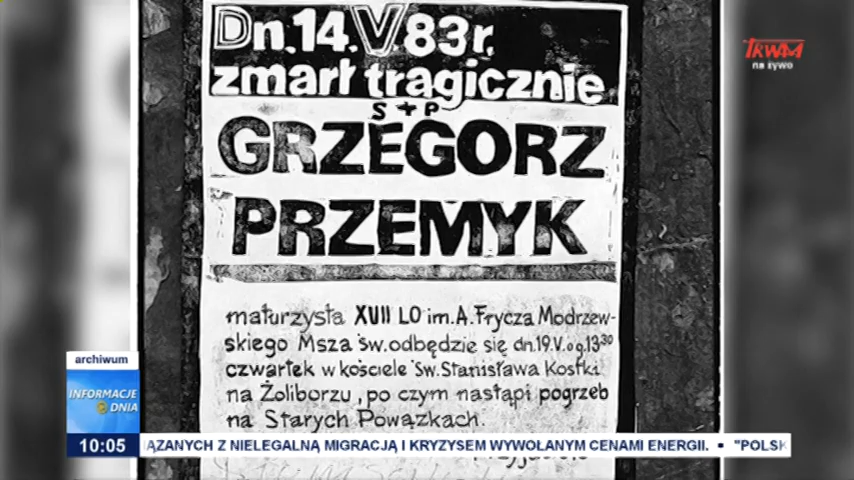 Dn.14.V.83r.
zmarł tragicznie
S+P
GRZEGORZ
PRZEMYK
maturzysta XVII LO im. A. Frycza Modrzew-
skiego Msza św. odbędzie się dn.19.V.o g.13³⁰
czwartek w kościele Św. Stanisława Kostki
na Żoliborzu, po czym nastąpi pogrzeb
na Starych Powązkach.
TRWAM
na żywo
archiwum
INFORMACJE
DNIA
10:05
IĄZANYCH Z NIELEGALNĄ MIGRACJĄ I KRYZYSEM WYWOŁANYM CENAMI ENERGII. • "POLSK